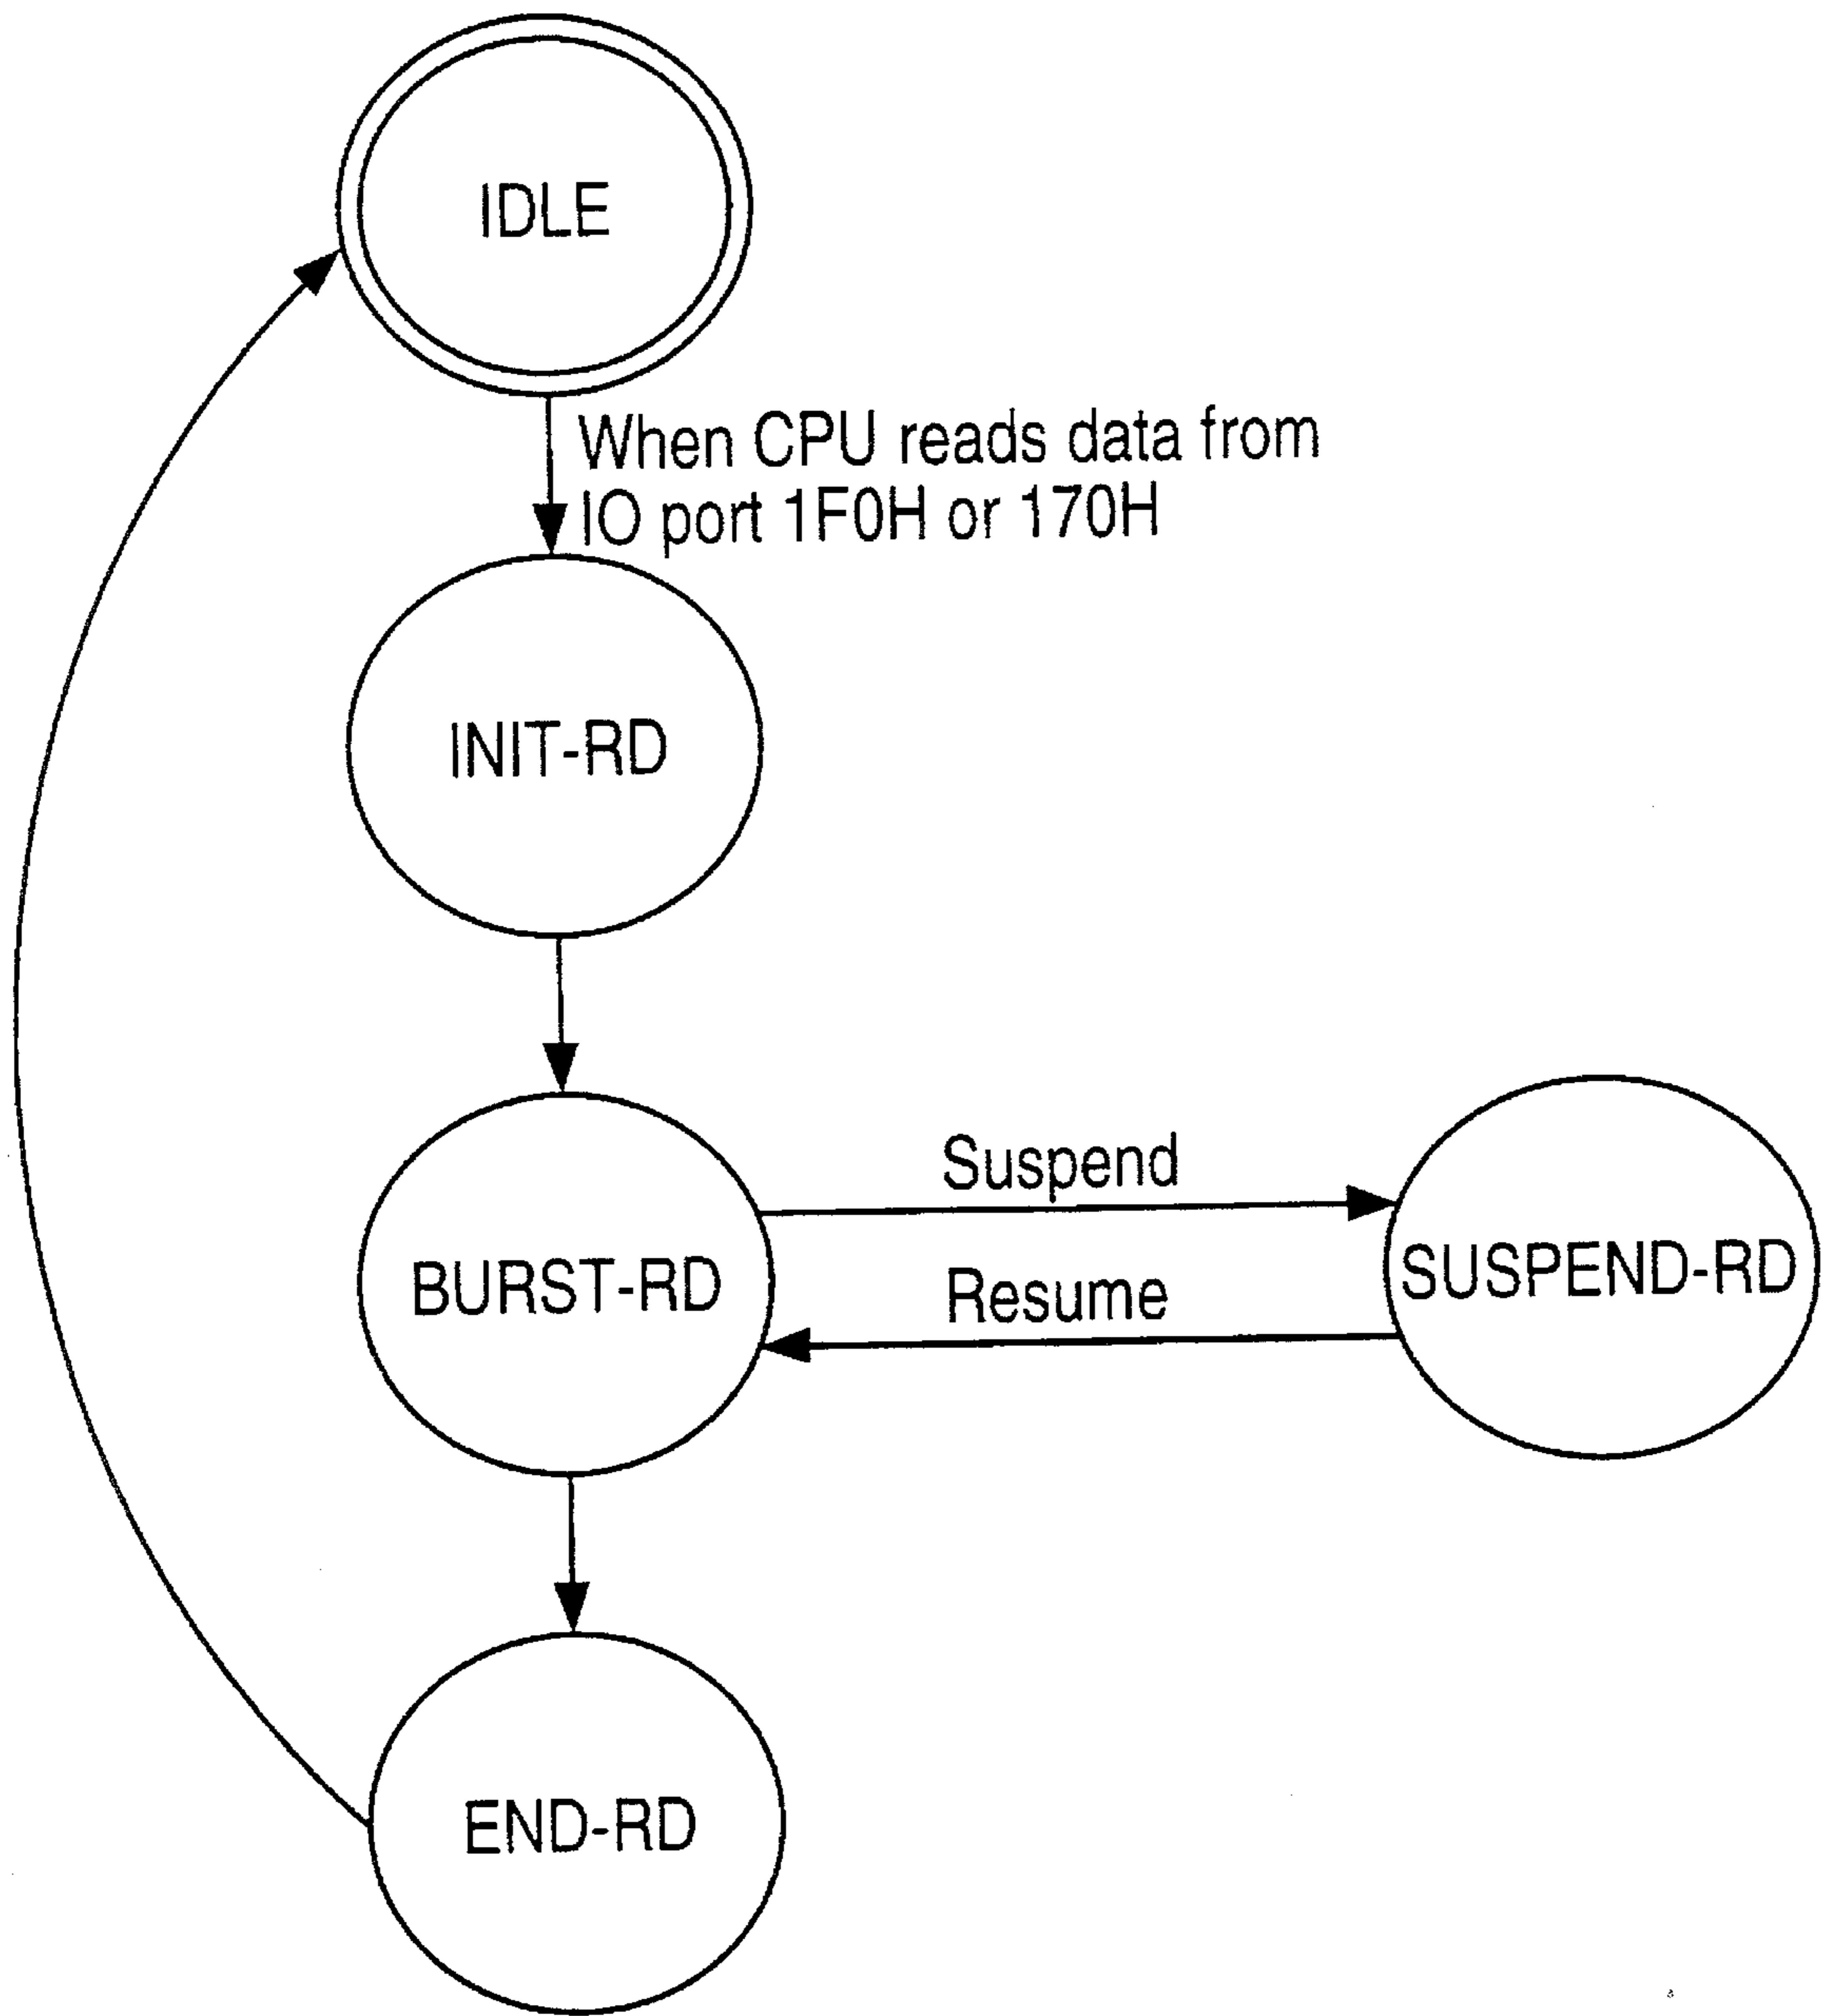 IDLE
When CPU reads data from
IO port 1F0H or 170H
INIT-RD
Suspend
BURST-RD
Resume
SUSPEND-RD
END-RD